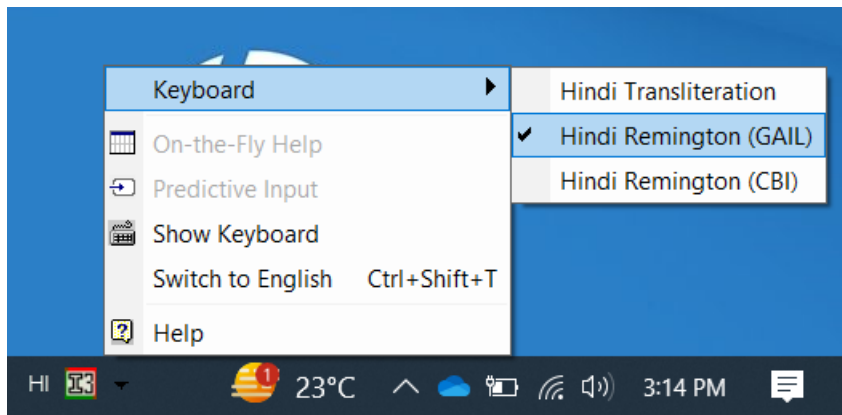 Keyboard
On-the-Fly Help
Predictive Input
Show Keyboard
Switch to English Ctrl+Shift+T
Help
Hindi Transliteration
Hindi Remington (GAIL)
Hindi Remington (CBI)
HI I3 1 23°C 3:14 PM